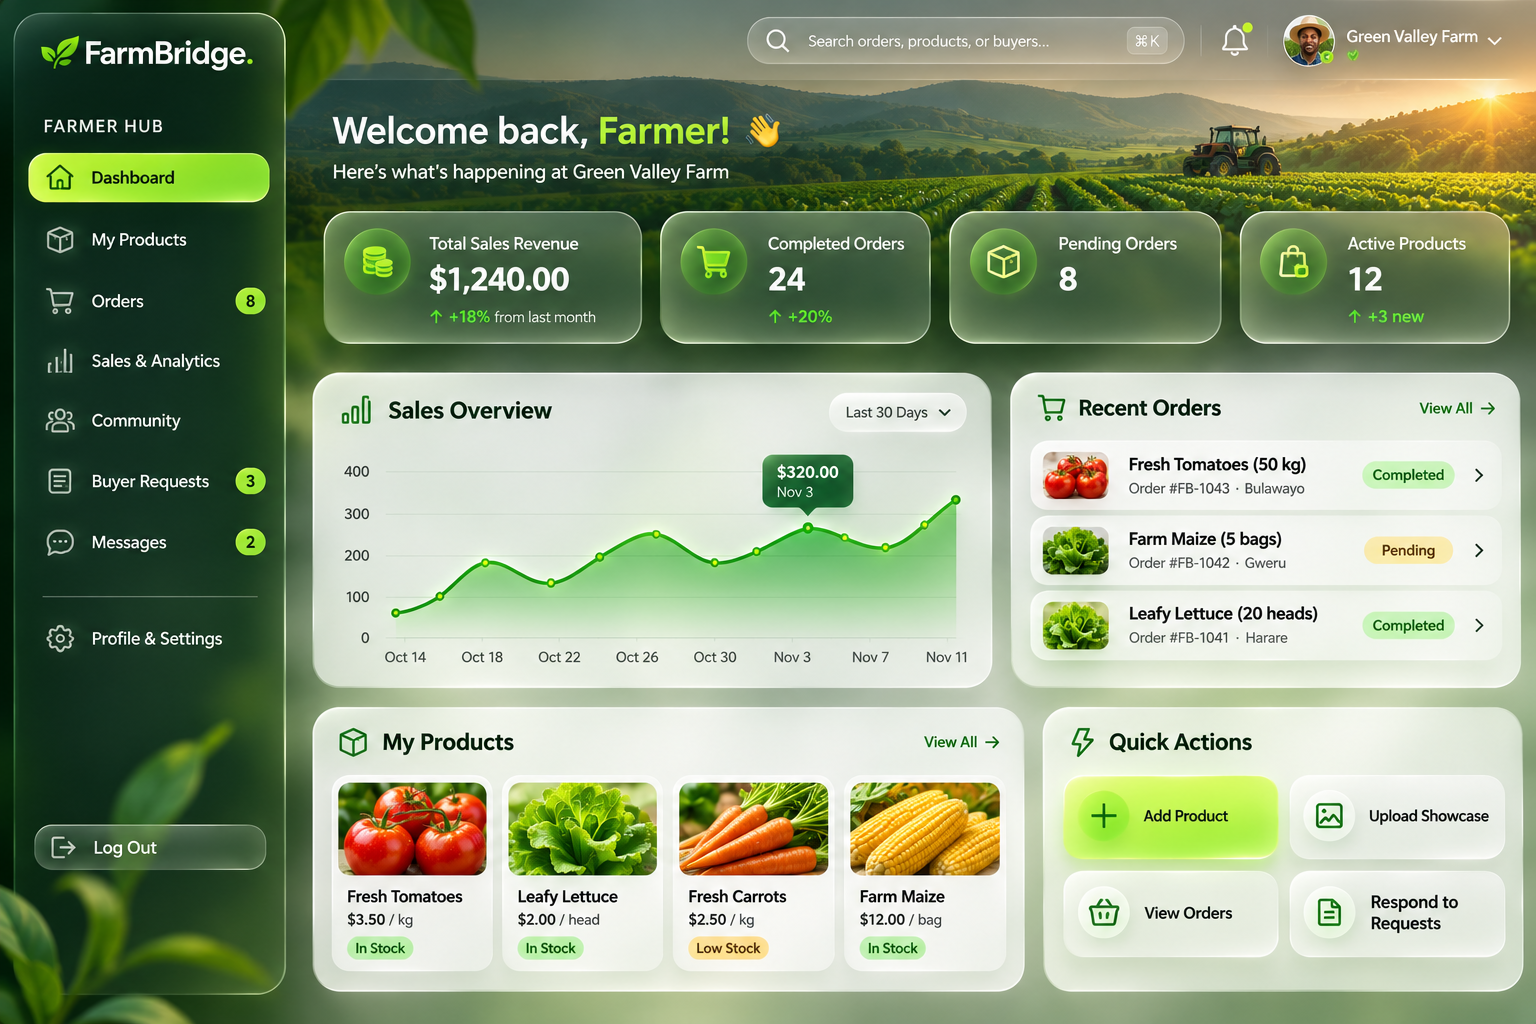 FarmBridge.
FARMER HUB
Dashboard
My Products
Orders 8
Sales & Analytics
Community
Buyer Requests 3
Messages 2
Profile & Settings
Log Out
Search orders, products, or buyers...
⌘ K
Green Valley Farm
Welcome back, Farmer! 👋
Here's what's happening at Green Valley Farm
Total Sales Revenue
$1,240.00
↑ +18% from last month
Completed Orders
24
↑ +20%
Pending Orders
8
Active Products
12
↑ +3 new
Sales Overview
Last 30 Days
400
300
200
100
0
$320.00
Nov 3
Oct 14 Oct 18 Oct 22 Oct 26 Oct 30 Nov 3 Nov 7 Nov 11
Recent Orders
View All →
Fresh Tomatoes (50 kg)
Order #FB-1043 · Bulawayo
Completed
Farm Maize (5 bags)
Order #FB-1042 · Gweru
Pending
Leafy Lettuce (20 heads)
Order #FB-1041 · Harare
Completed
My Products
View All →
Fresh Tomatoes
$3.50 / kg
In Stock
Leafy Lettuce
$2.00 / head
In Stock
Fresh Carrots
$2.50 / kg
Low Stock
Farm Maize
$12.00 / bag
In Stock
Quick Actions
Add Product
Upload Showcase
View Orders
Respond to
Requests